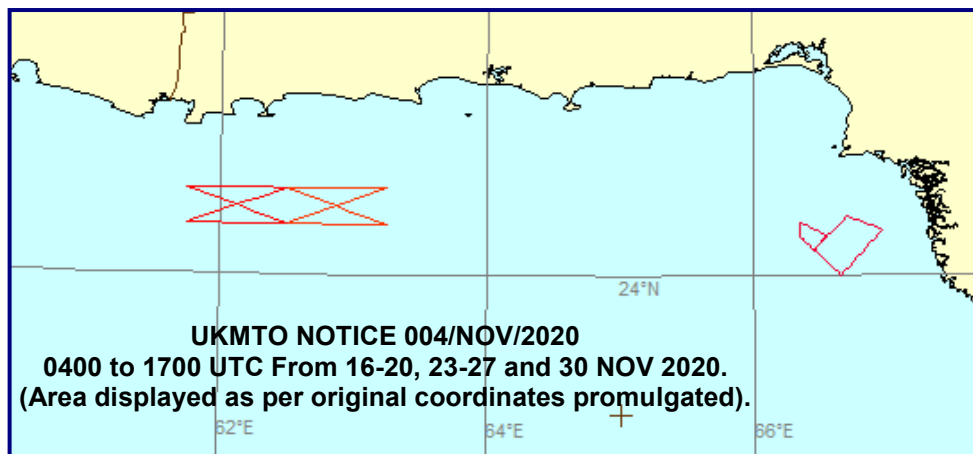 24°N
UKMTO NOTICE 004/NOV/2020
0400 to 1700 UTC From 16-20, 23-27 and 30 NOV 2020.
(Area displayed as per original coordinates promulgated).
62°E
64°E
66°E